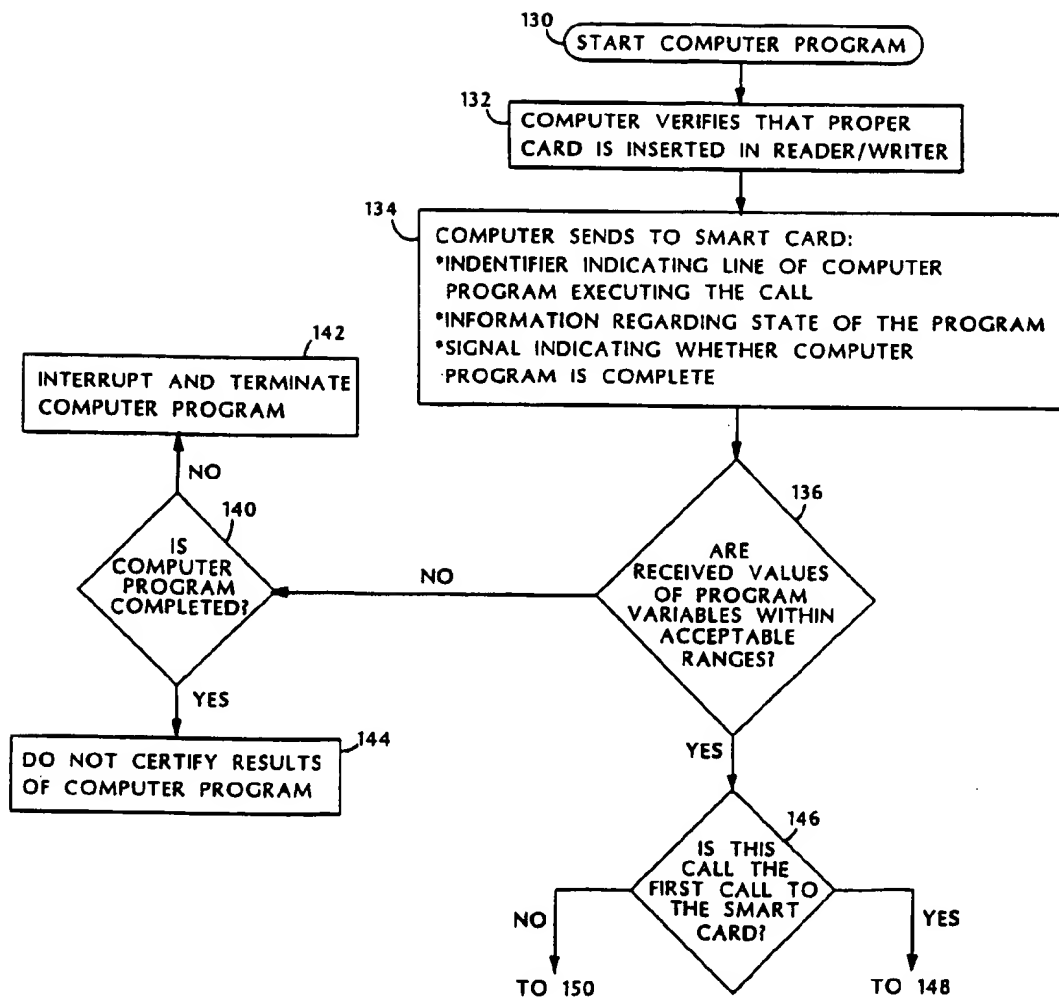 130
START COMPUTER PROGRAM
132
COMPUTER VERIFIES THAT PROPER
CARD IS INSERTED IN READER/WRITER
134
COMPUTER SENDS TO SMART CARD:
*INDENTIFIER INDICATING LINE OF COMPUTER
PROGRAM EXECUTING THE CALL
*INFORMATION REGARDING STATE OF THE PROGRAM
*SIGNAL INDICATING WHETHER COMPUTER
PROGRAM IS COMPLETE
136
ARE
RECEIVED VALUES
OF PROGRAM
VARIABLES WITHIN
ACCEPTABLE
RANGES?
NO
140
IS
COMPUTER
PROGRAM
COMPLETED?
NO
142
INTERRUPT AND TERMINATE
COMPUTER PROGRAM
YES
144
DO NOT CERTIFY RESULTS
OF COMPUTER PROGRAM
YES
146
IS THIS
CALL THE
FIRST CALL TO
THE SMART
CARD?
NO
TO 150
YES
TO 148